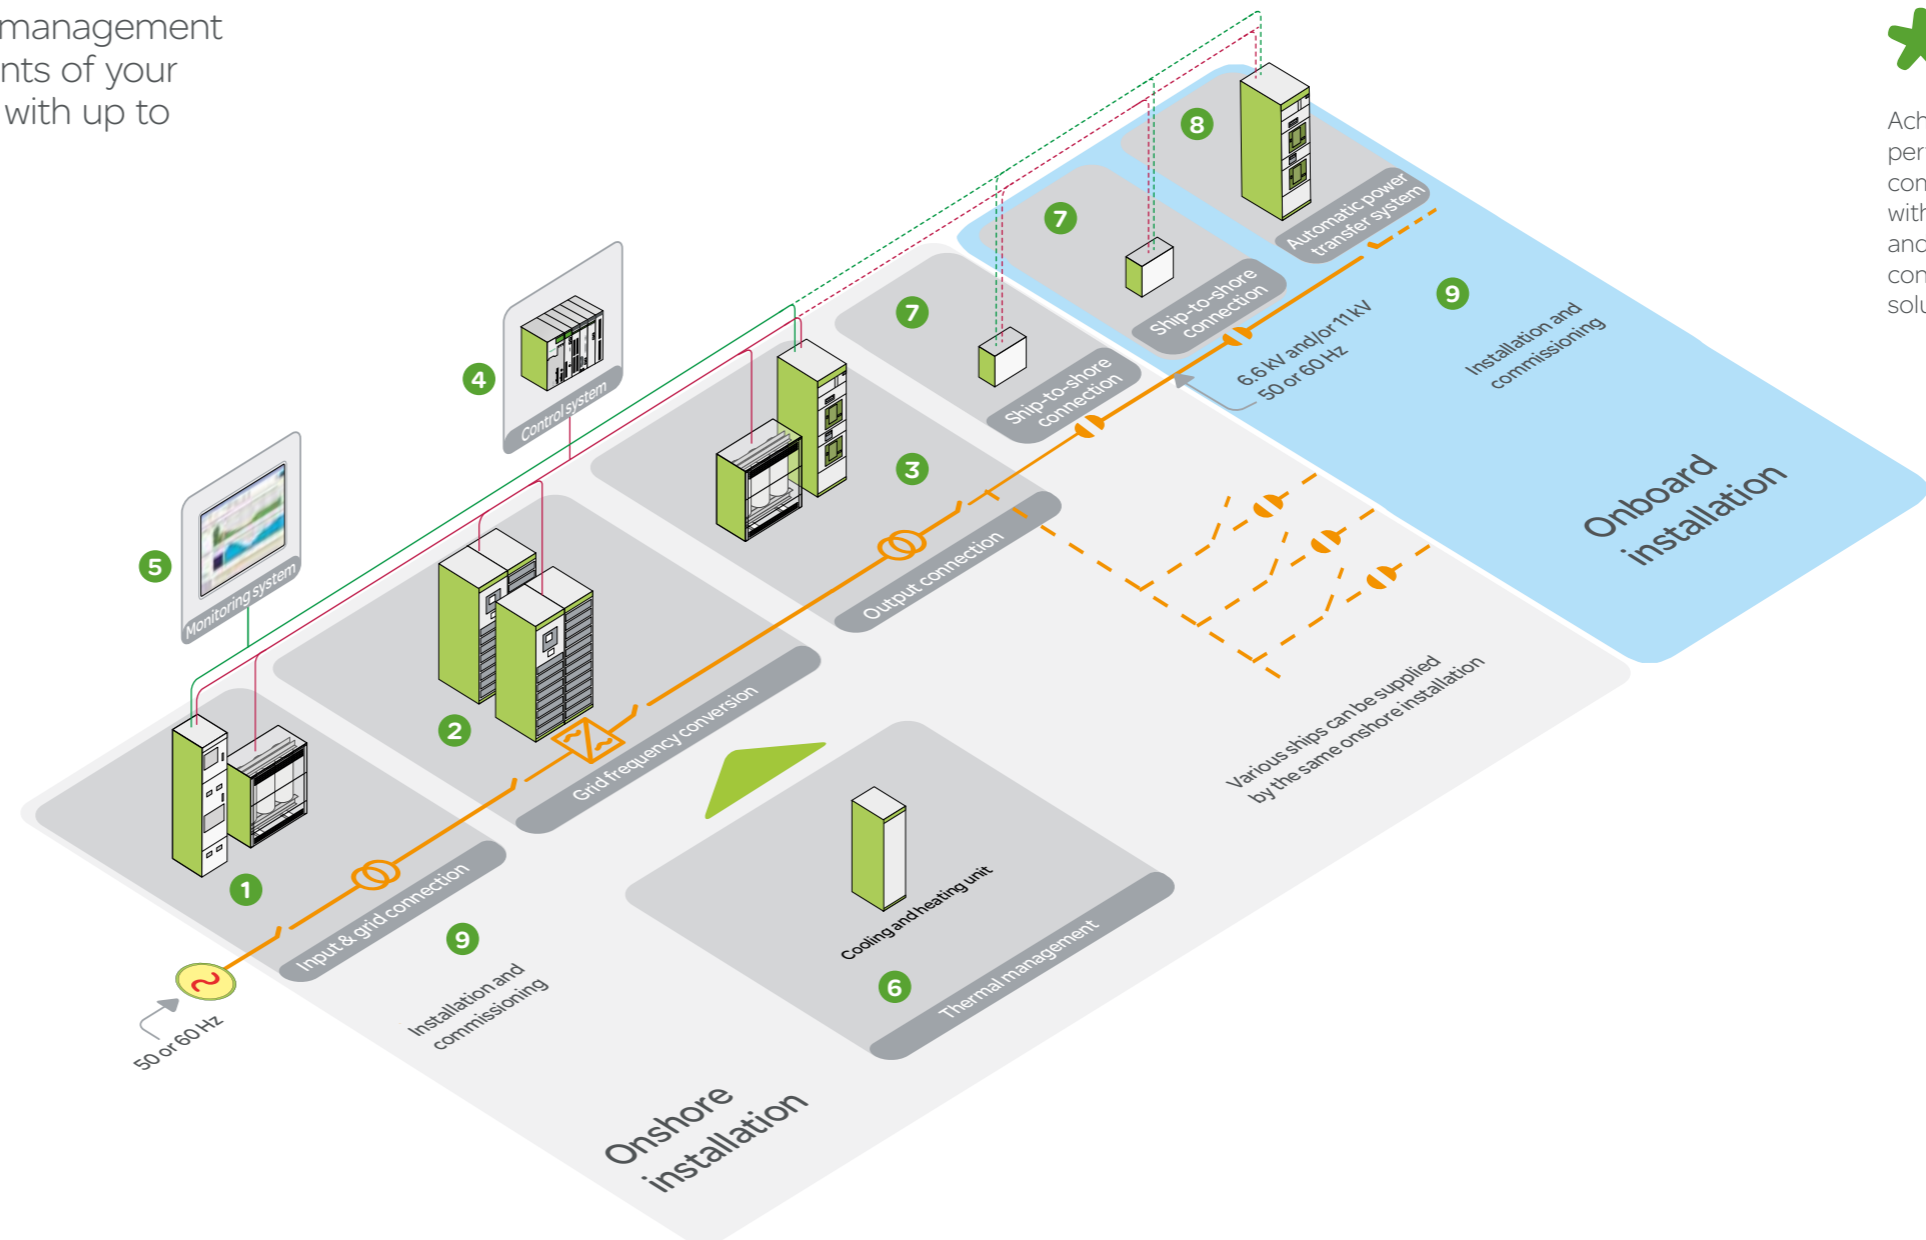 management
nts of your
with up to
Ach
per
con
with
and
con
solu
8
Automatic power
transfer system
7
Ship-to-shore
connection
9
Installation and
commissioning
6.6 kV and/or 11 kV
50 or 60 Hz
Onboard
installation
7
Ship-to-shore
connection
4
Control system
3
Output connection
5
Monitoring system
2
Grid frequency conversion
Various ships can be supplied
by the same onshore installation
1
Input & grid connection
50 or 60 Hz
9
Installation and
commissioning
Cooling and heating unit
6
Thermal management
Onshore
installation